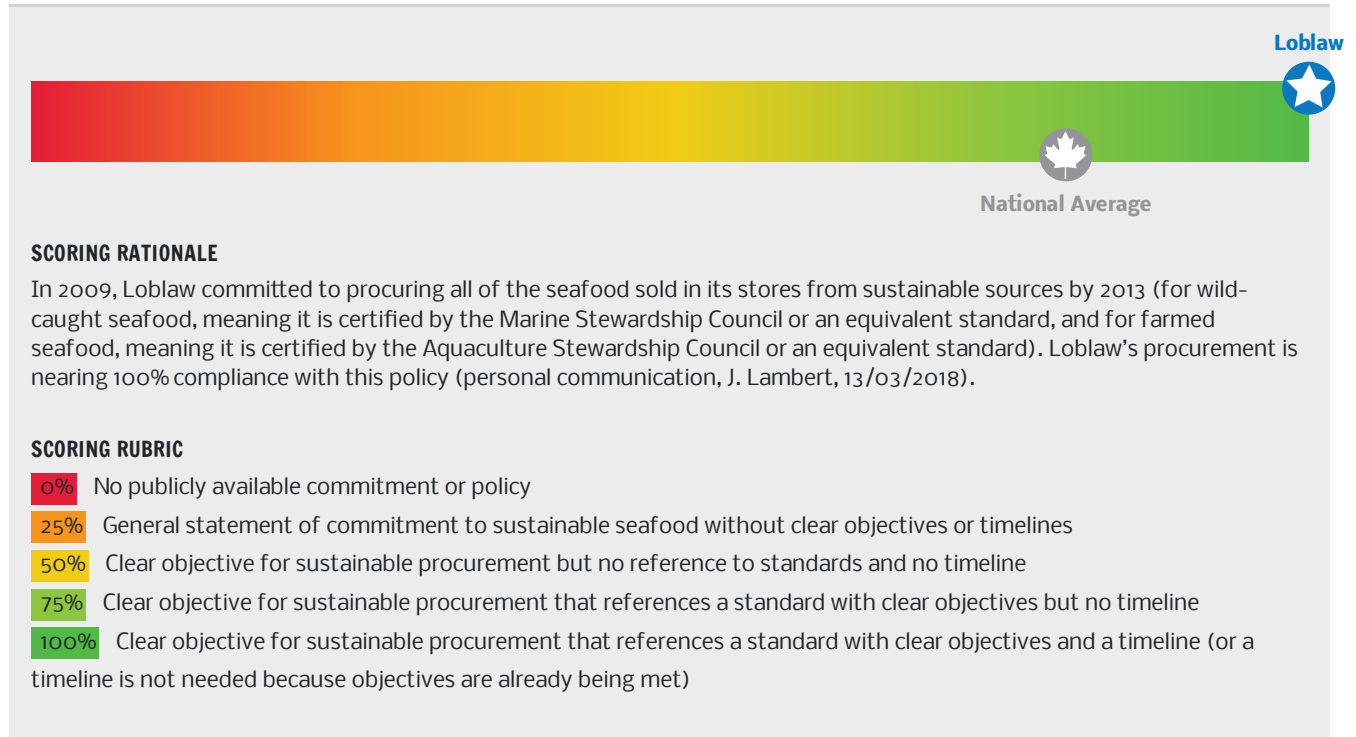 Loblaw
National Average
SCORING RATIONALE
In 2009, Loblaw committed to procuring all of the seafood sold in its stores from sustainable sources by 2013 (for wild-
caught seafood, meaning it is certified by the Marine Stewardship Council or an equivalent standard, and for farmed
seafood, meaning it is certified by the Aquaculture Stewardship Council or an equivalent standard). Loblaw’s procurement is
nearing 100% compliance with this policy (personal communication, J. Lambert, 13/03/2018).
SCORING RUBRIC
0% No publicly available commitment or policy
25% General statement of commitment to sustainable seafood without clear objectives or timelines
50% Clear objective for sustainable procurement but no reference to standards and no timeline
75% Clear objective for sustainable procurement that references a standard with clear objectives but no timeline
100% Clear objective for sustainable procurement that references a standard with clear objectives and a timeline (or a
timeline is not needed because objectives are already being met)